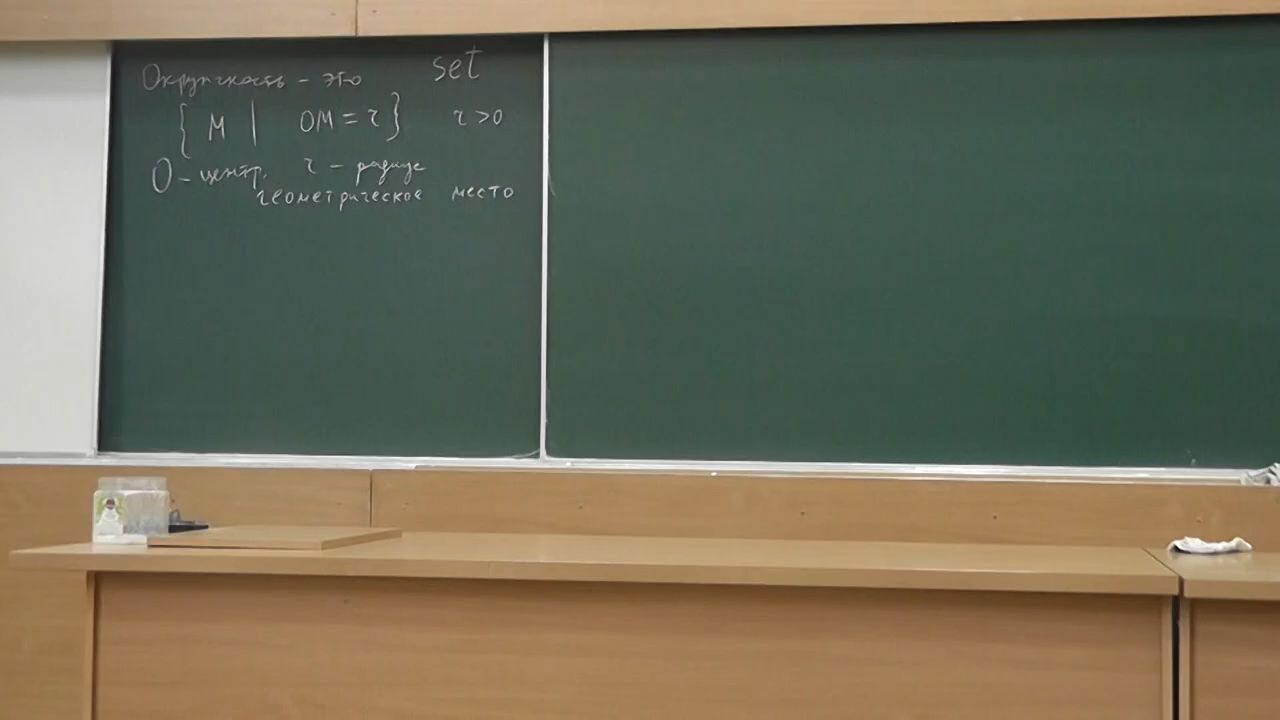 Окружность - это set
{ M | OM = r } r > 0
O - центр, r - радиус
геометрическое место